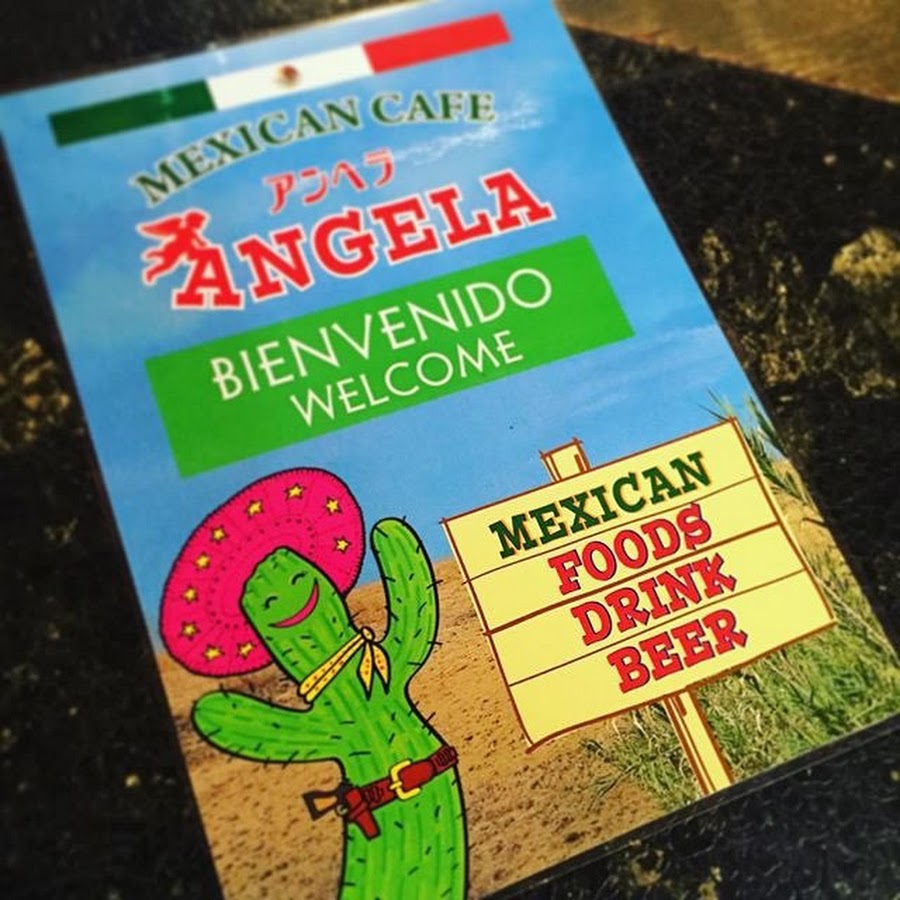 MEXICAN CAFE
アンヘラ
ANGELA
BIENVENIDO
WELCOME
MEXICAN
FOODS
DRINK
BEER